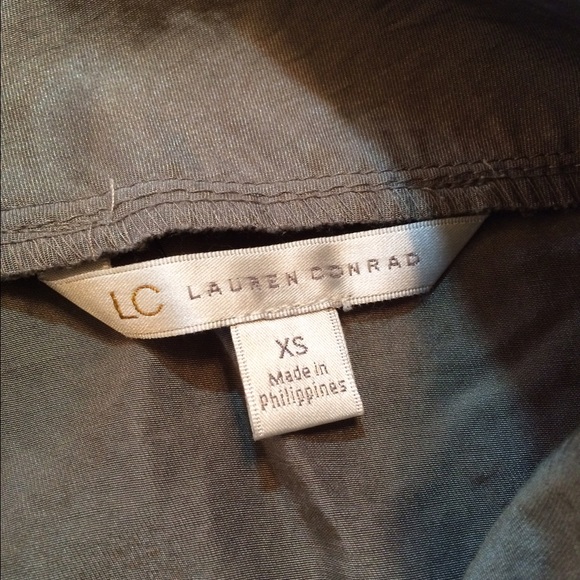 LC LAUREN CONRAD
XS
Made in
Philippines